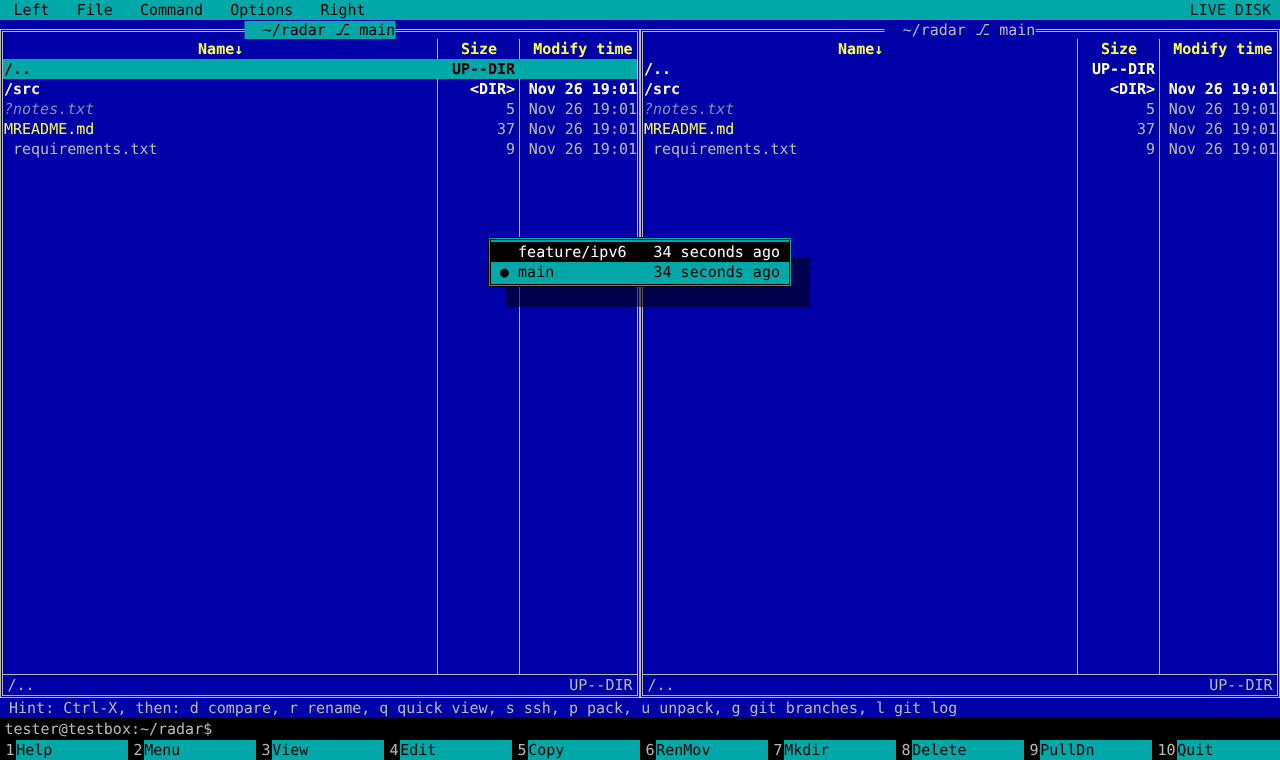 Left File Command Options Right LIVE DISK
~/radar ⎇ main ~/radar ⎇ main
Name↓ Size Modify time Name↓ Size Modify time
/.. UP--DIR /.. UP--DIR
/src <DIR> Nov 26 19:01 /src <DIR> Nov 26 19:01
?notes.txt 5 Nov 26 19:01 ?notes.txt 5 Nov 26 19:01
MREADME.md 37 Nov 26 19:01 MREADME.md 37 Nov 26 19:01
requirements.txt 9 Nov 26 19:01 requirements.txt 9 Nov 26 19:01
feature/ipv6 34 seconds ago
● main 34 seconds ago
/.. UP--DIR /.. UP--DIR
Hint: Ctrl-X, then: d compare, r rename, q quick view, s ssh, p pack, u unpack, g git branches, l git log
tester@testbox:~/radar$
1Help 2Menu 3View 4Edit 5Copy 6RenMov 7Mkdir 8Delete 9PullDn 10Quit